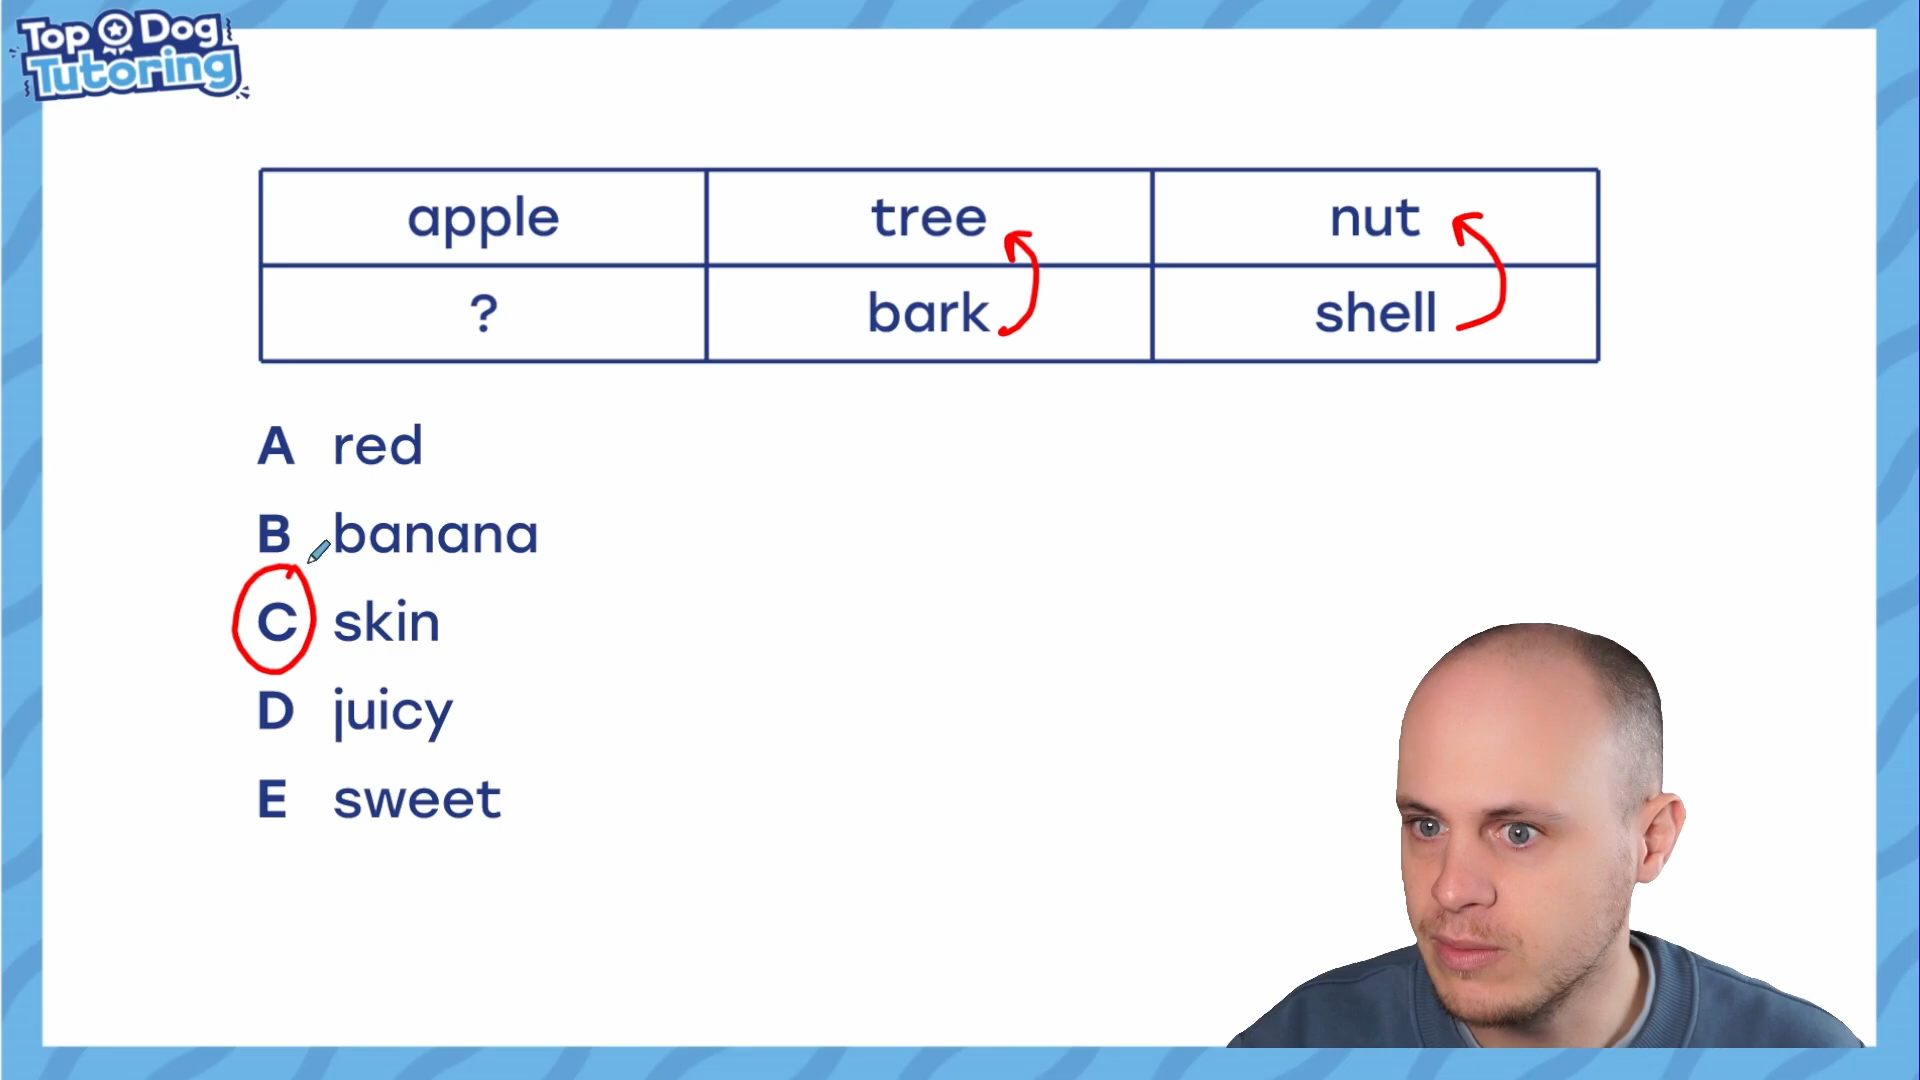 Top Dog
Tutoring
apple tree nut
? bark shell
A red
B banana
C skin
D juicy
E sweet